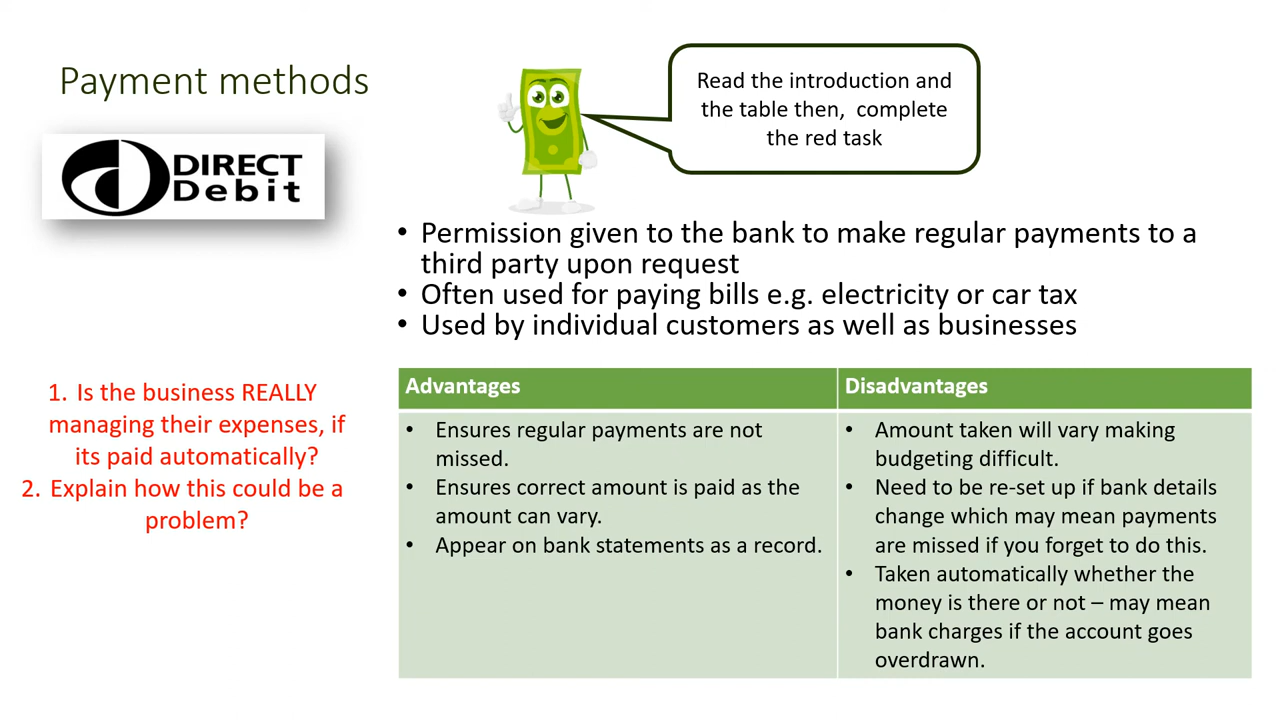 Payment methods
DIRECT
Debit
Read the introduction and
the table then,  complete
the red task
• Permission given to the bank to make regular payments to a
third party upon request
• Often used for paying bills e.g. electricity or car tax
• Used by individual customers as well as businesses
1. Is the business REALLY
managing their expenses, if
its paid automatically?
2. Explain how this could be a
problem?
Advantages
• Ensures regular payments are not
missed.
• Ensures correct amount is paid as the
amount can vary.
• Appear on bank statements as a record.
Disadvantages
• Amount taken will vary making
budgeting difficult.
• Need to be re-set up if bank details
change which may mean payments
are missed if you forget to do this.
• Taken automatically whether the
money is there or not – may mean
bank charges if the account goes
overdrawn.